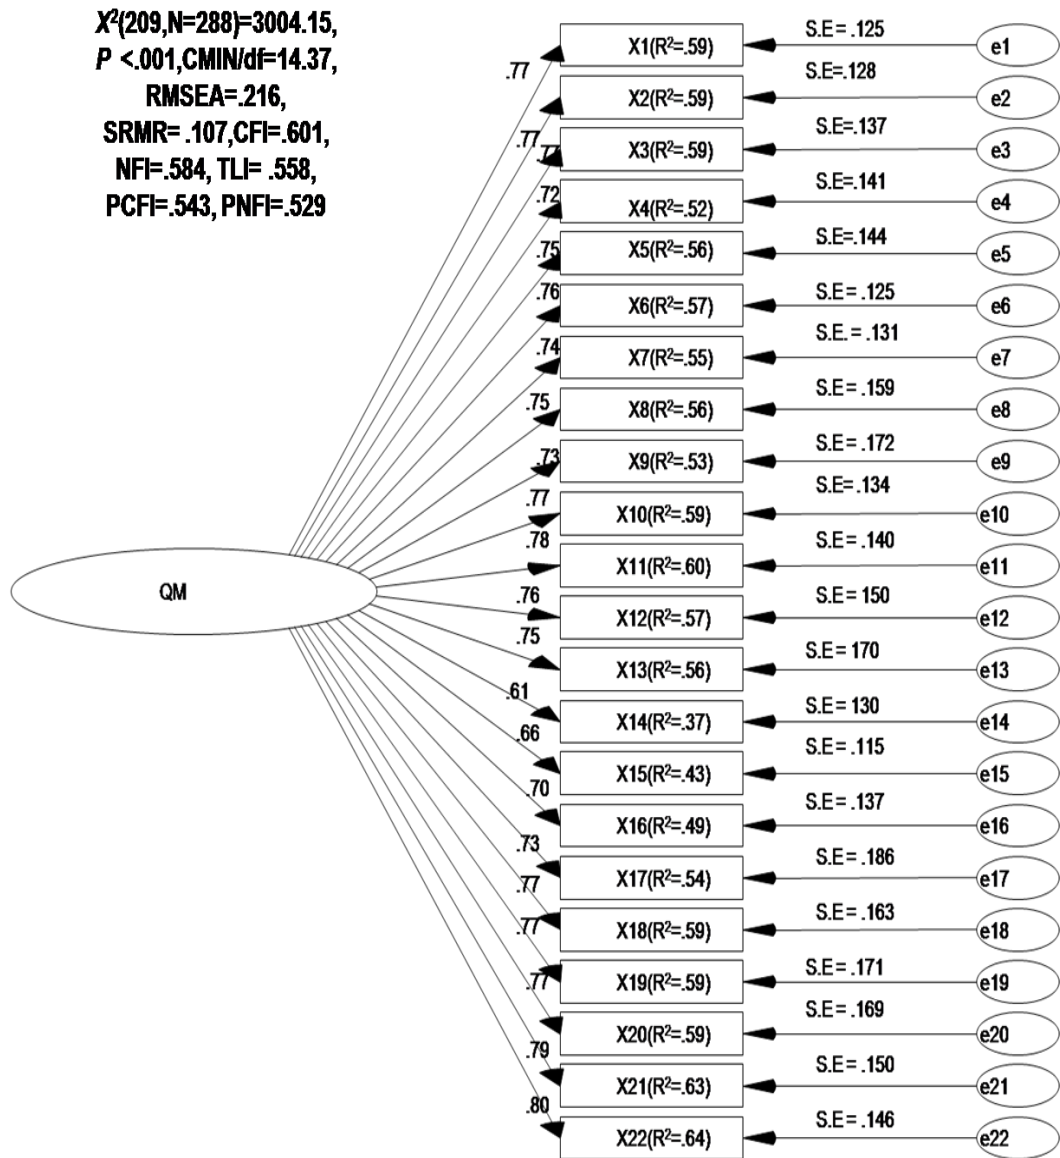 X²(209,N=288)=3004.15,
P <.001,CMIN/df=14.37,
RMSEA=.216,
SRMR= .107,CFI=.601,
NFI=.584, TLI= .558,
PCFI=.543, PNFI=.529
.77 X1(R²=.59) S.E= .125 e1
.77 X2(R²=.59) S.E=.128 e2
.77 X3(R²=.59) S.E=.137 e3
.72 X4(R²=.52) S.E=.141 e4
.75 X5(R²=.56) S.E=.144 e5
.76 X6(R²=.57) S.E = .125 e6
.74 X7(R²=.55) S.E. = .131 e7
.75 X8(R²=.56) S.E = .159 e8
.73 X9(R²=.53) S.E = .172 e9
.77 X10(R²=.59) S.E= .134 e10
.78 X11(R²=.60) S.E = .140 e11
QM
.76 X12(R²=.57) S.E = 150 e12
.75 X13(R²=.56) S.E = 170 e13
.61 X14(R²=.37) S.E = 130 e14
.66 X15(R²=.43) S.E = .115 e15
.70 X16(R²=.49) S.E = .137 e16
.73 X17(R²=.54) S.E = .186 e17
.77 X18(R²=.59) S.E = .163 e18
.77 X19(R²=.59) S.E = .171 e19
.77 X20(R²=.59) S.E = .169 e20
.79 X21(R²=.63) S.E = .150 e21
.80 X22(R²=.64) S.E = .146 e22